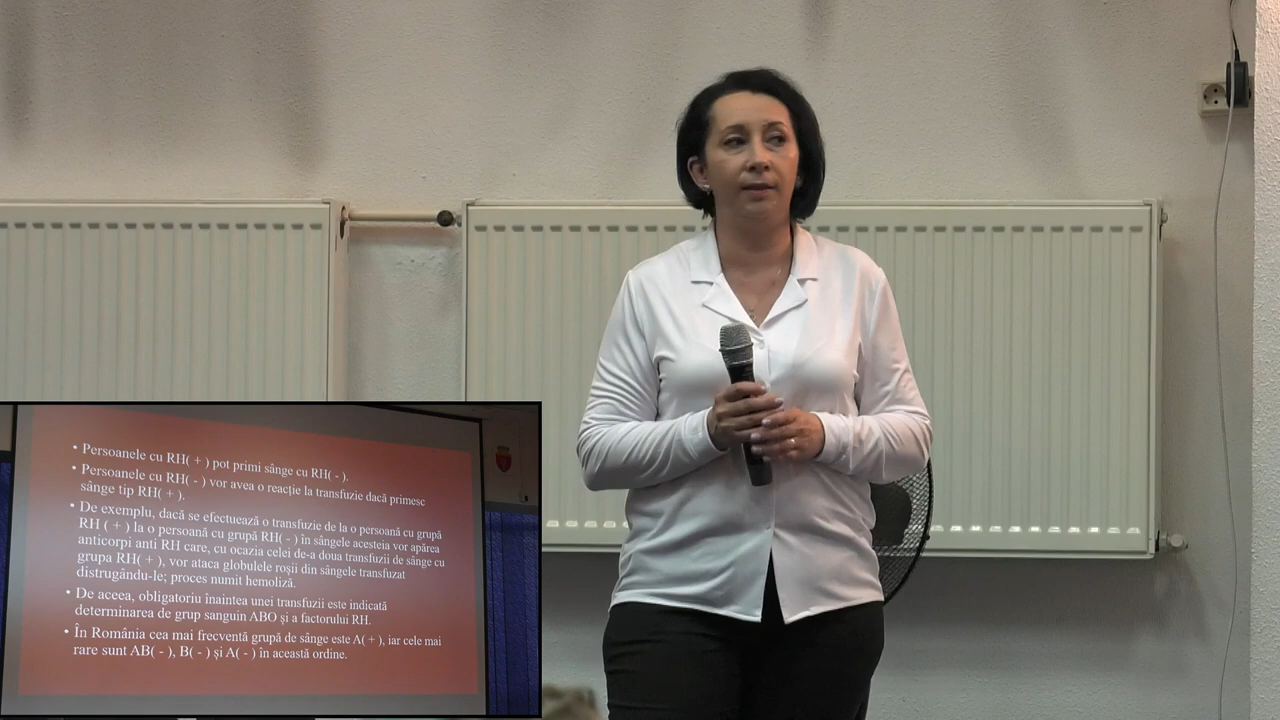 • Persoanele cu RH( + ) pot primi sânge cu RH( - ).
• Persoanele cu RH( - ) vor avea o reacție la transfuzie dacă primesc
sânge tip RH( + ).
• De exemplu, dacă se efectuează o transfuzie de la o persoană cu grupă
RH ( + ) la o persoană cu grupă RH( - ) în sângele acesteia vor apărea
anticorpi anti RH care, cu ocazia celei de-a doua transfuzii de sânge cu
grupa RH( + ), vor ataca globulele roșii din sângele transfuzat
distrugându-le; proces numit hemoliză.
• De aceea, obligatoriu înaintea unei transfuzii este indicată
determinarea de grup sanguin ABO și a factorului RH.
• În România cea mai frecventă grupă de sânge este A( + ), iar cele mai
rare sunt AB( - ), B( - ) și A( - ) în această ordine.